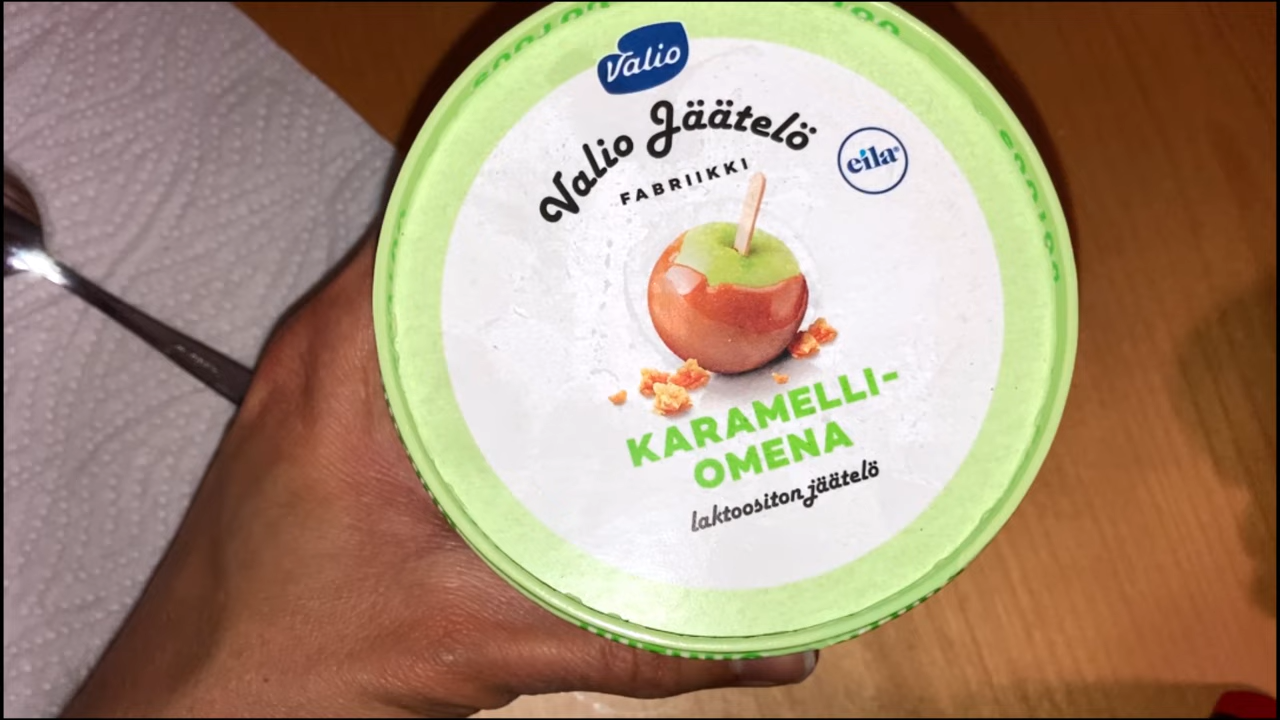 Valio
Valio Jäätelö
FABRIIKKI
eila®
KARAMELLI-
OMENA
laktoositon jäätelö